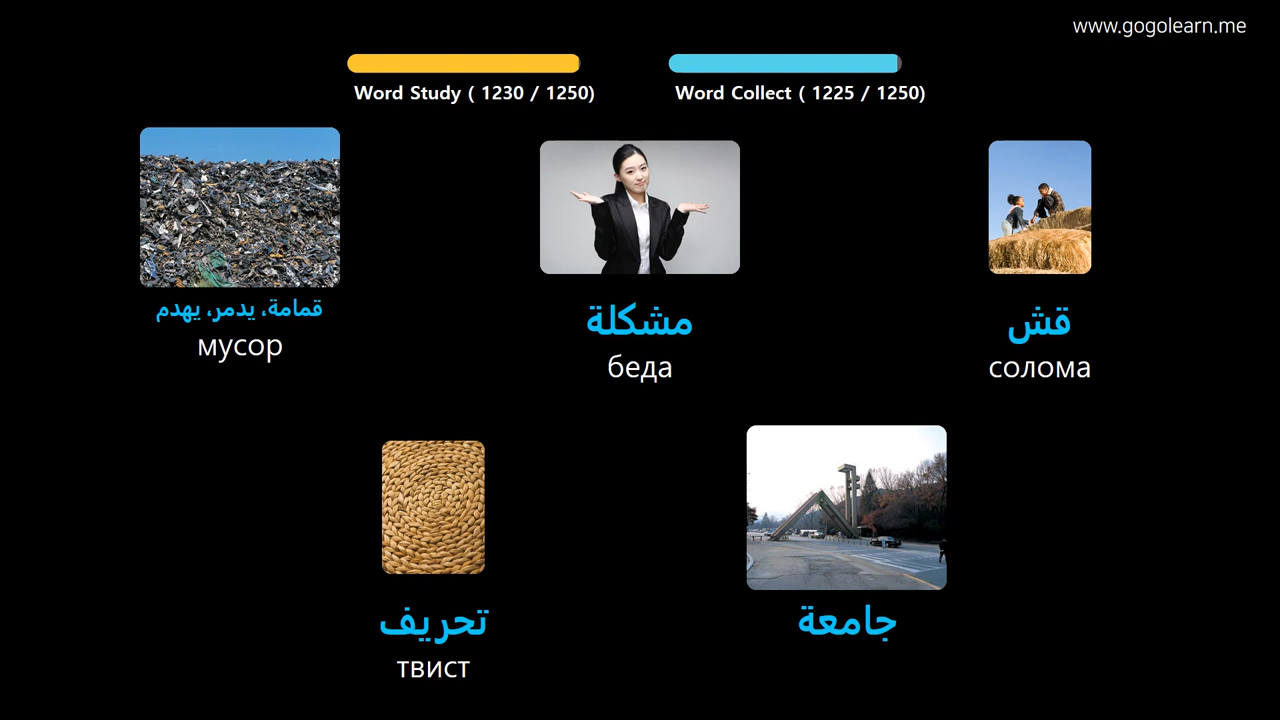 www.gogolearn.me
Word Study ( 1230 / 1250)
Word Collect ( 1225 / 1250)
قمامة، يدمر، يهدم
мусор
مشكلة
беда
قش
солома
تحريف
твист
جامعة